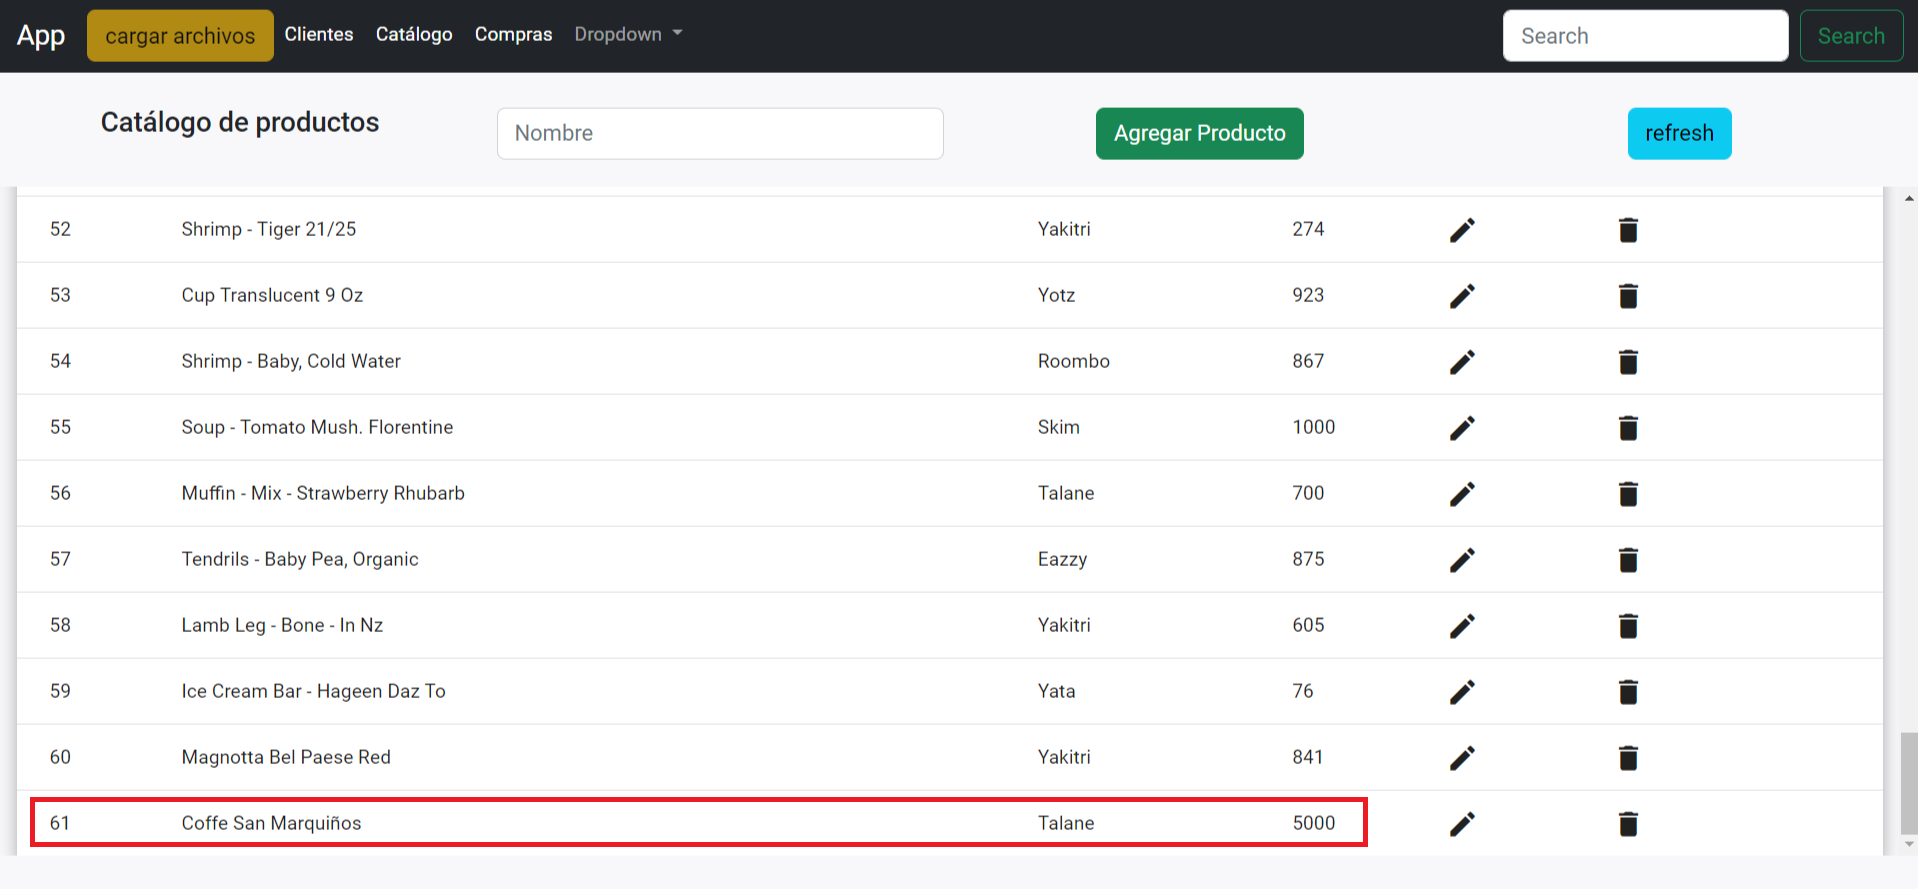 App cargar archivos Clientes Catálogo Compras Dropdown Search Search
Catálogo de productos Nombre Agregar Producto refresh
52 Shrimp - Tiger 21/25 Yakitri 274
53 Cup Translucent 9 Oz Yotz 923
54 Shrimp - Baby, Cold Water Roombo 867
55 Soup - Tomato Mush. Florentine Skim 1000
56 Muffin - Mix - Strawberry Rhubarb Talane 700
57 Tendrils - Baby Pea, Organic Eazzy 875
58 Lamb Leg - Bone - In Nz Yakitri 605
59 Ice Cream Bar - Hageen Daz To Yata 76
60 Magnotta Bel Paese Red Yakitri 841
61 Coffe San Marquiños Talane 5000